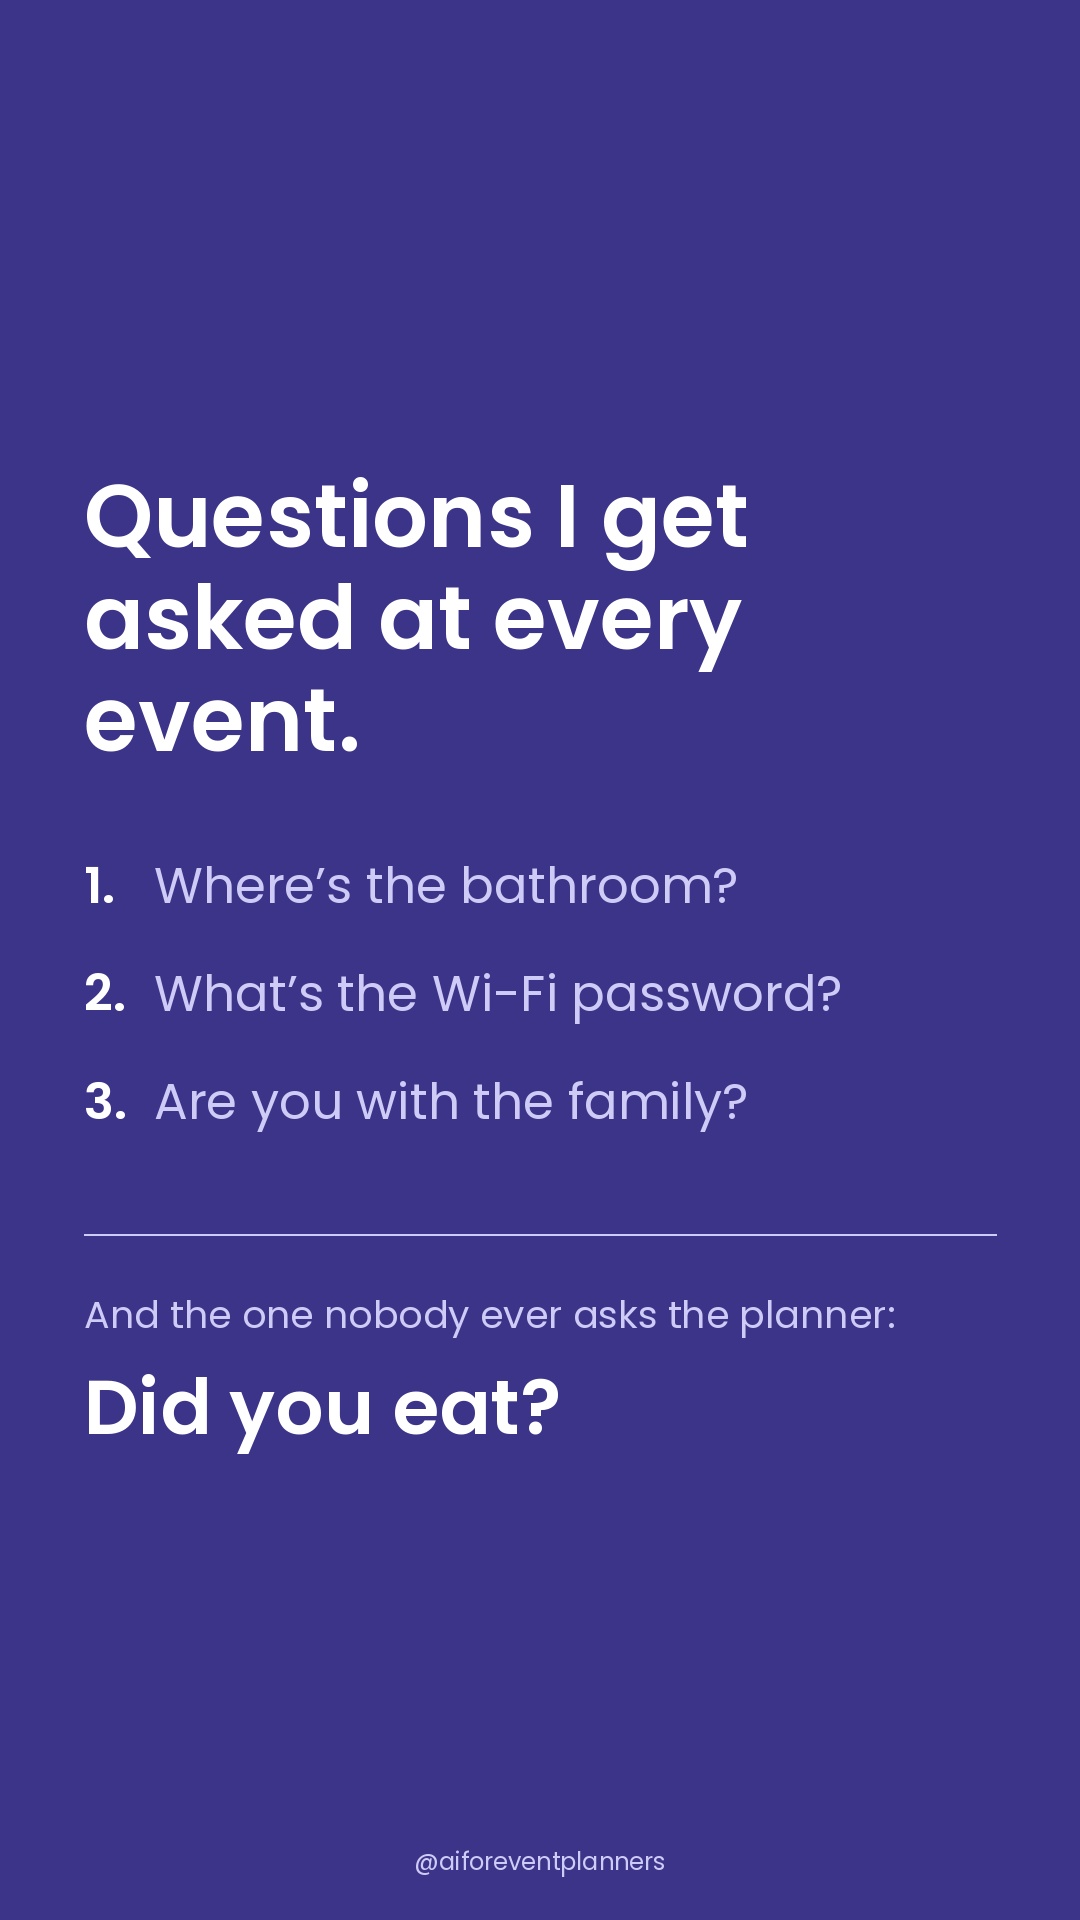 Questions I get
asked at every
event.
1. Where’s the bathroom?
2. What’s the Wi-Fi password?
3. Are you with the family?
And the one nobody ever asks the planner:
Did you eat?
@aiforeventplanners